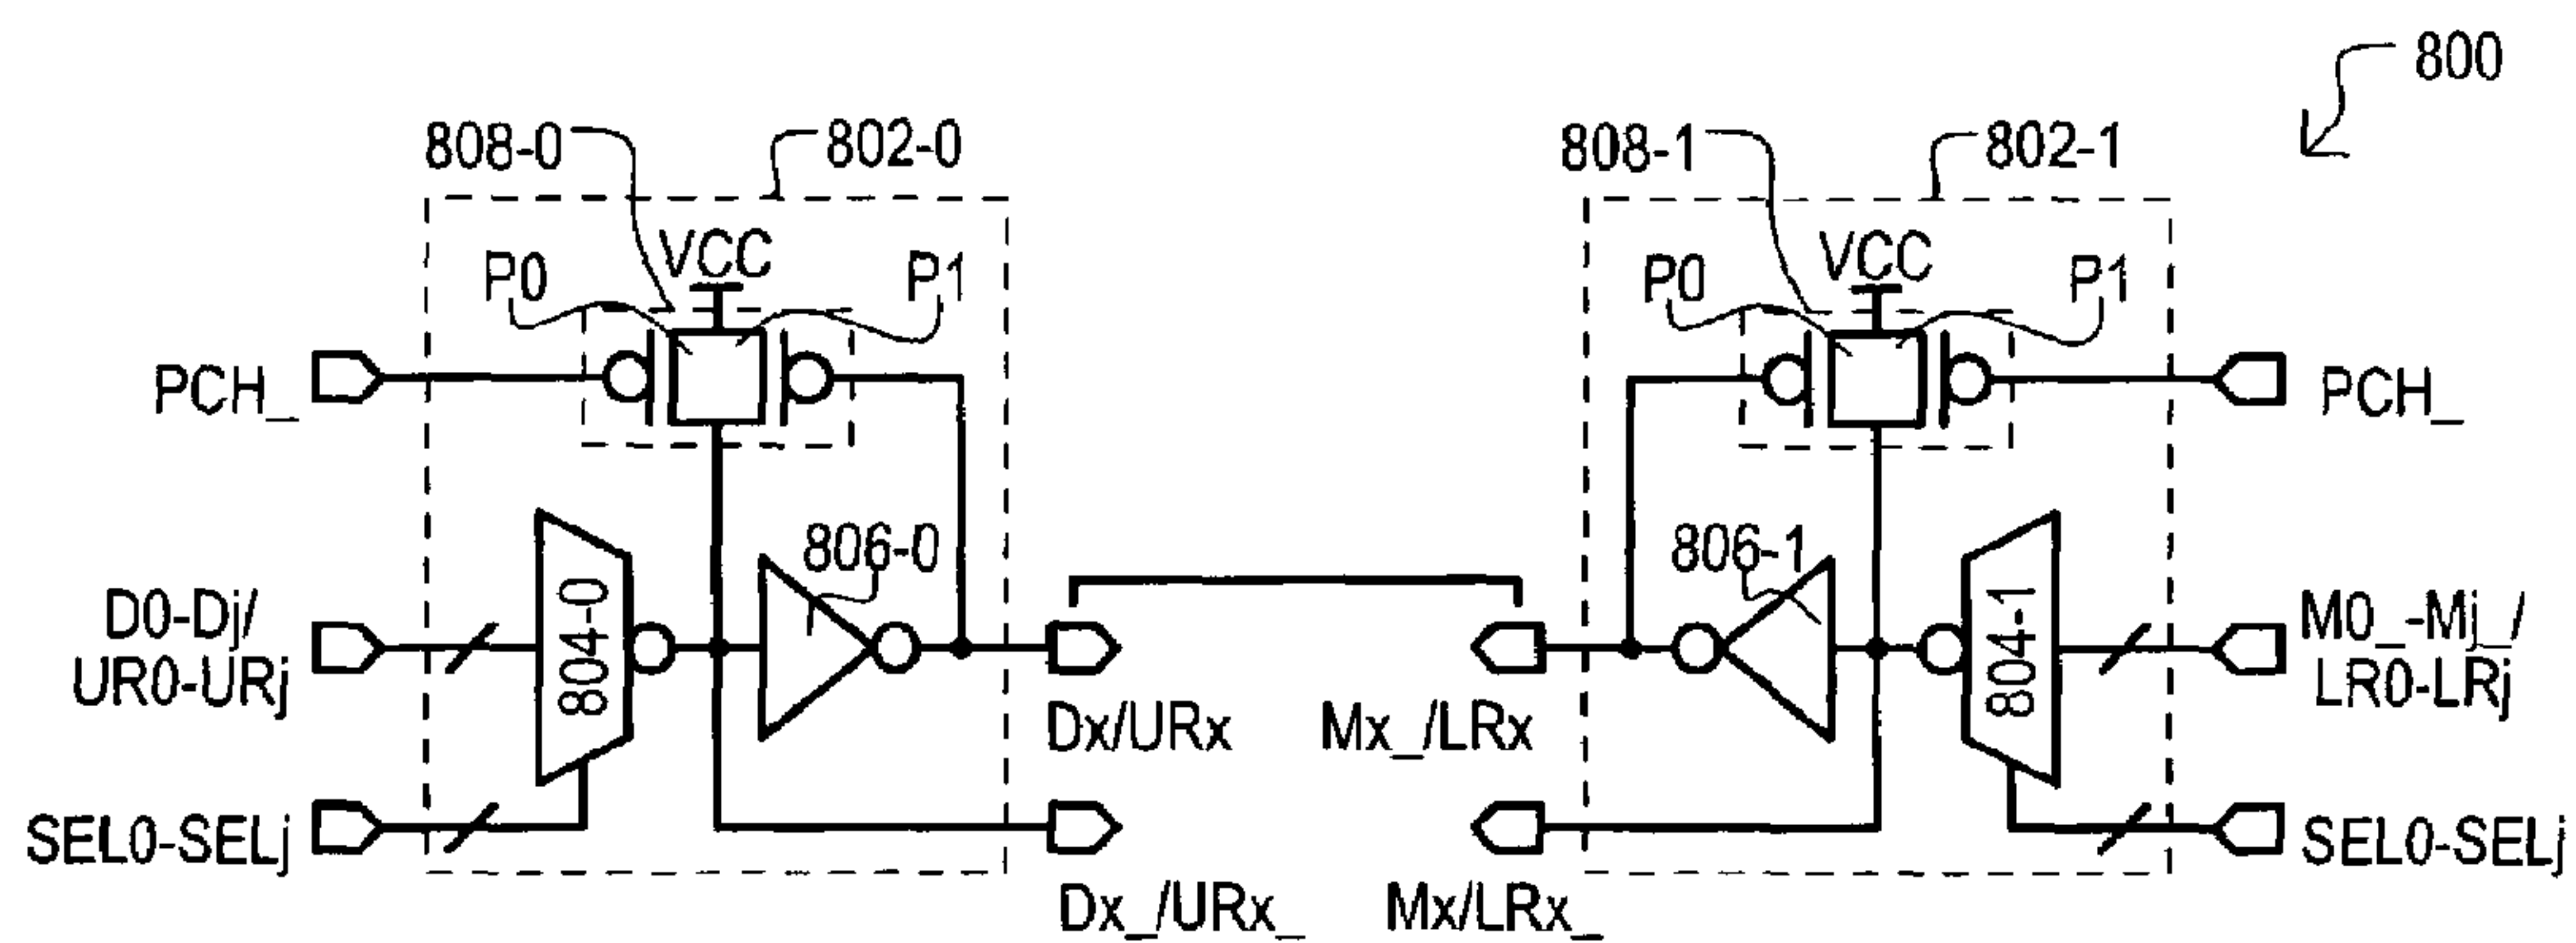 800
808-0
802-0
808-1
802-1
P0
VCC
P1
P0
VCC
P1
PCH_
PCH_
804-0
806-0
806-1
804-1
D0-Dj/
UR0-URj
M0_-Mj_/
LR0-LRj
Dx/URx
Mx_/LRx
SEL0-SELj
SEL0-SELj
Dx_/URx_
Mx/LRx_